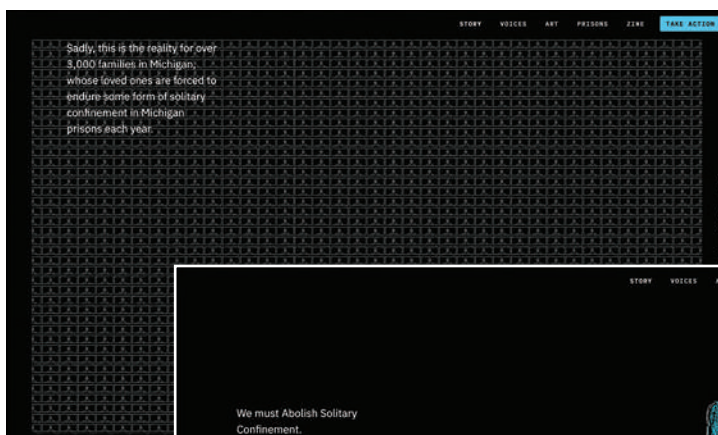 STORY VOICES ART PRISONS ZINE TAKE ACTION
Sadly, this is the reality for over
3,000 families in Michigan,
whose loved ones are forced to
endure some form of solitary
confinement in Michigan
prisons each year.
STORY VOICES A
We must Abolish Solitary
Confinement.